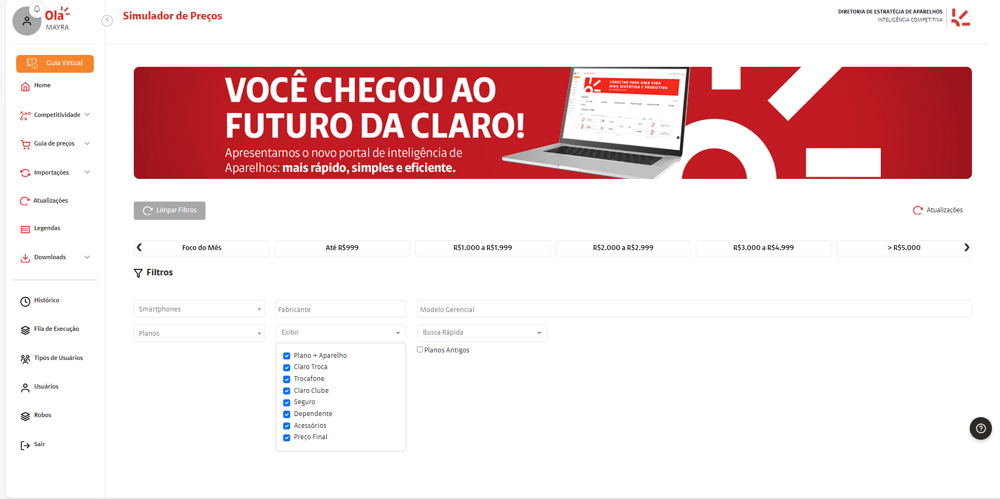 Olá
MAYRA
Simulador de Preços
DIRETORIA DE ESTRATÉGIA DE APARELHOS
INTELIGÊNCIA COMPETITIVA
Guia Virtual
Home
Competitividade
Guia de preços
Importações
Atualizações
Legendas
Downloads
Histórico
Fila de Execução
Tipos de Usuários
Usuários
Robos
Sair
VOCÊ CHEGOU AO
FUTURO DA CLARO!
Apresentamos o novo portal de inteligência de
Aparelhos: mais rápido, simples e eficiente.
CONECTAR PARA UMA VIDA
MAIS DIVERTIDA E PRODUTIVA
Limpar Filtros
Atualizações
Foco do Mês
Até R$999
R$1.000 a R$1.999
R$2.000 a R$2.999
R$3.000 a R$4.999
> R$5.000
Filtros
Smartphones
Fabricante
Modelo Gerencial
Planos
Exibir
Busca Rápida
Planos Antigos
Plano + Aparelho
Claro Troca
Trocafone
Claro Clube
Seguro
Dependente
Acessórios
Preço Final